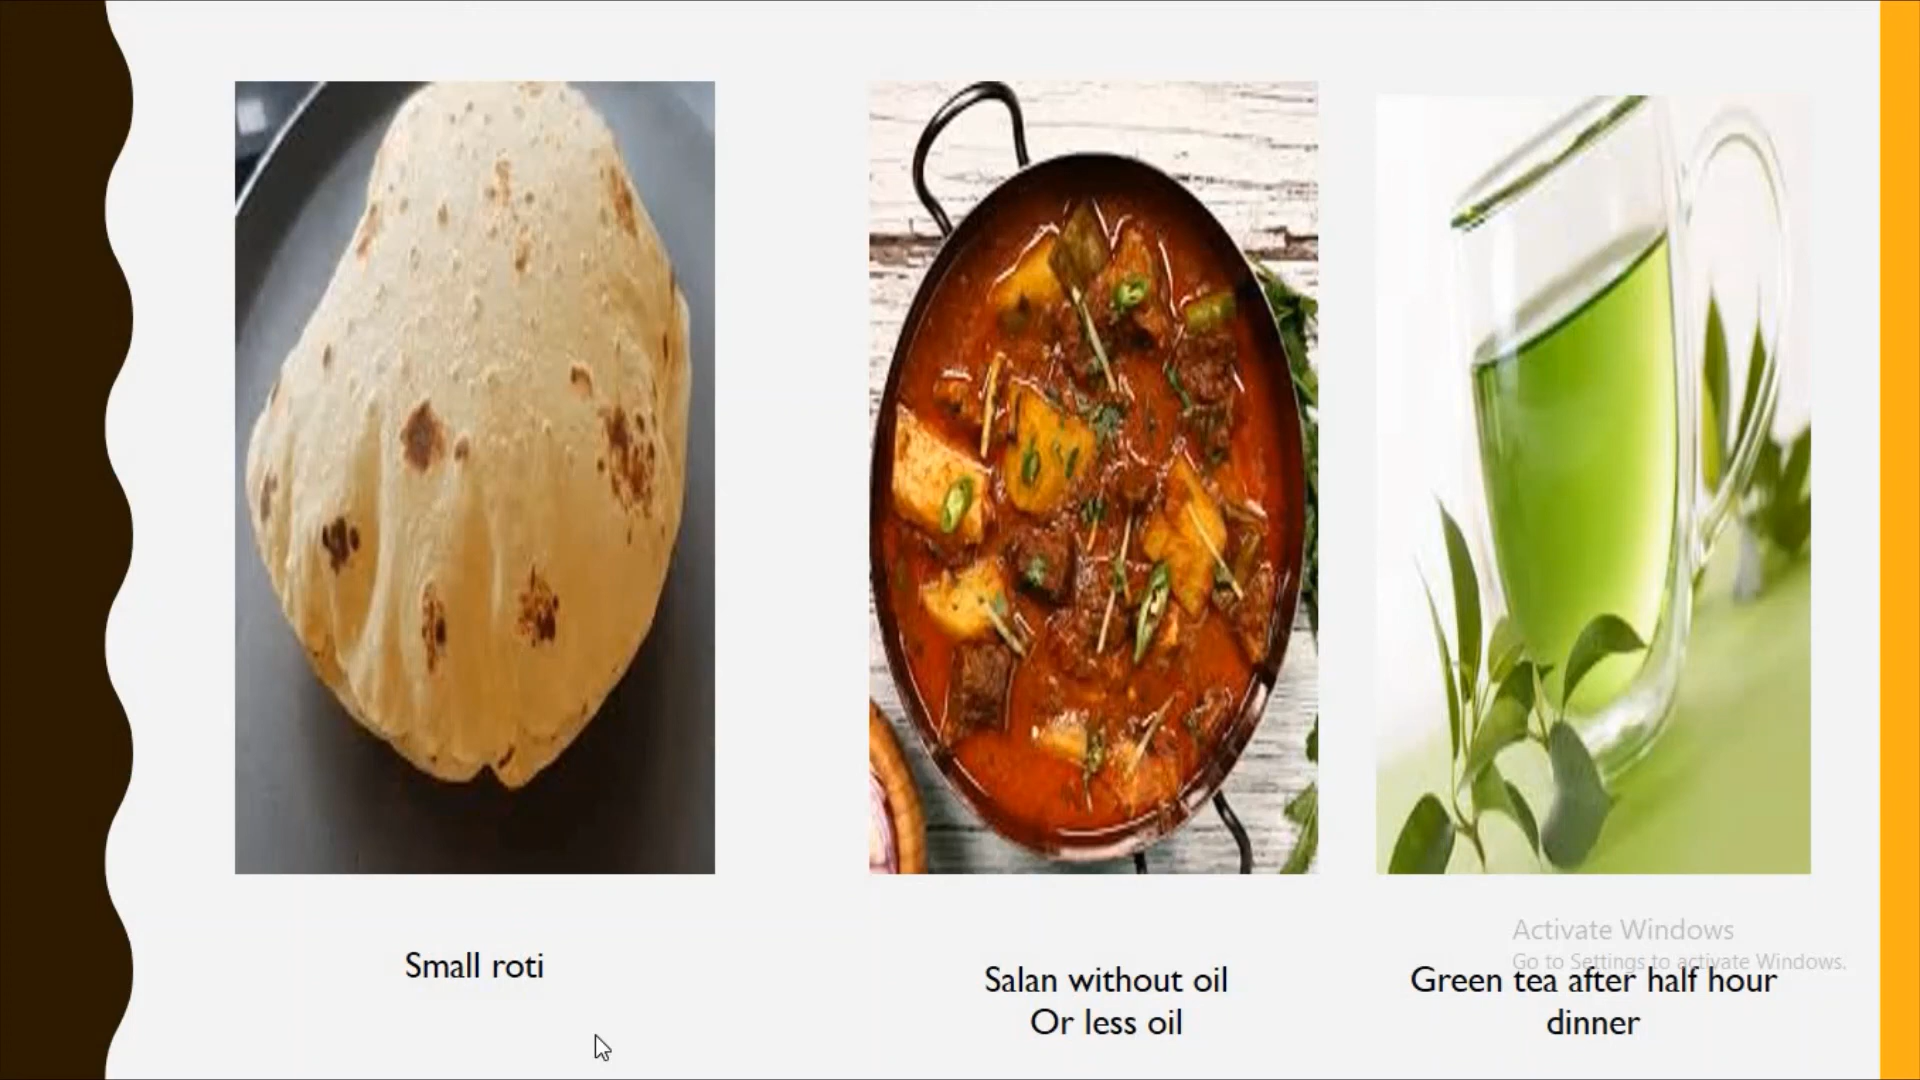 Small roti
Salan without oil
Or less oil
Green tea after half hour
dinner
Activate Windows
Go to Settings to activate Windows.